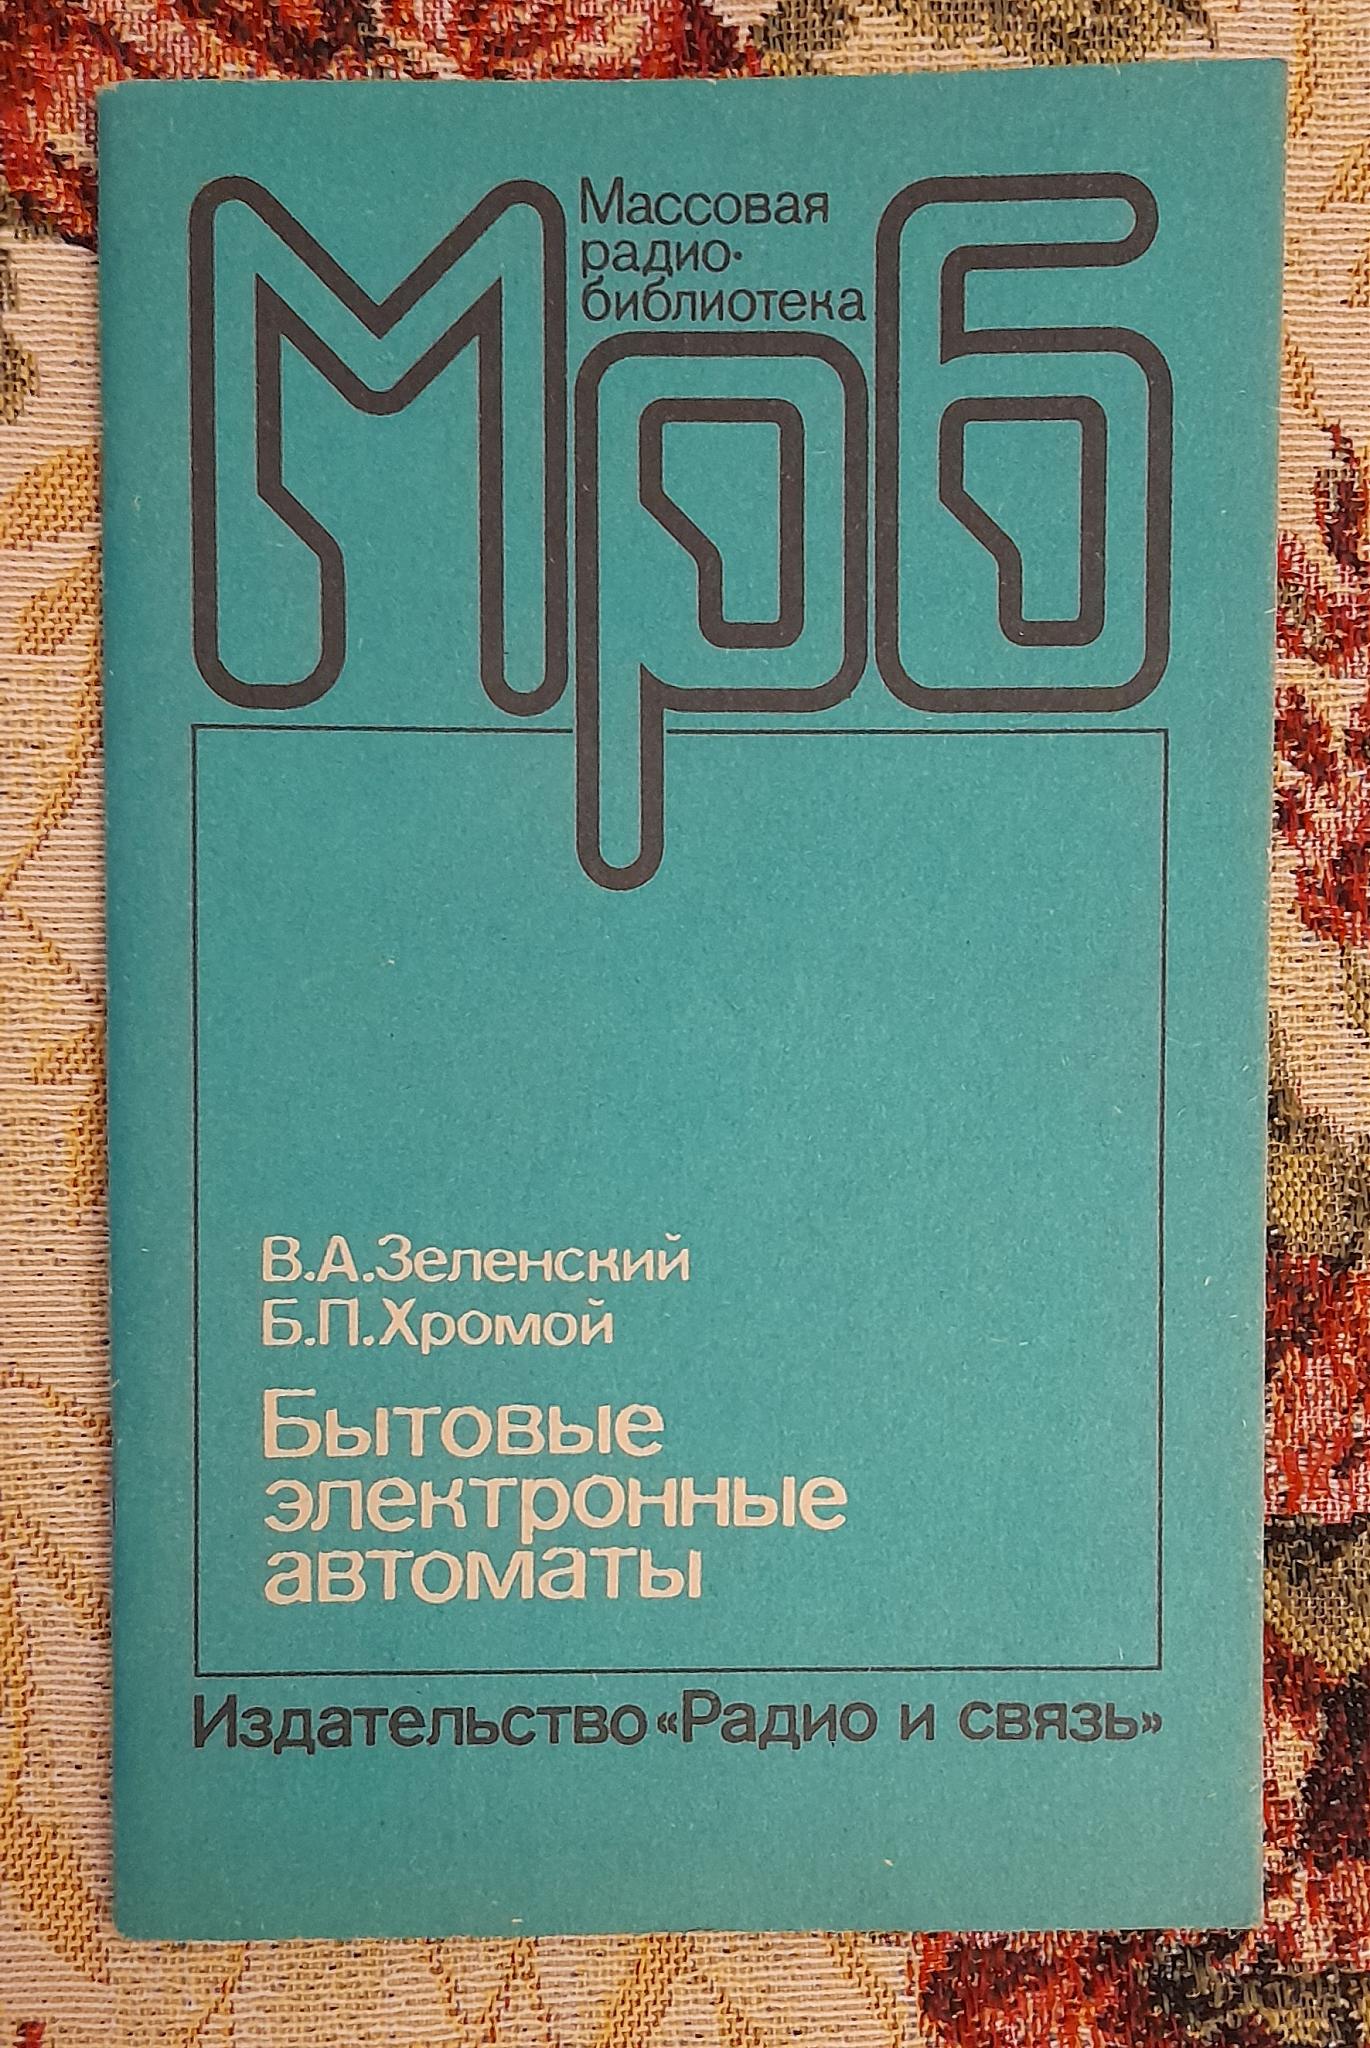 Мрб
Массовая
радио-
библиотека
В.А.Зеленский
Б.П.Хромой
Бытовые
электронные
автоматы
Издательство «Радио и связь»